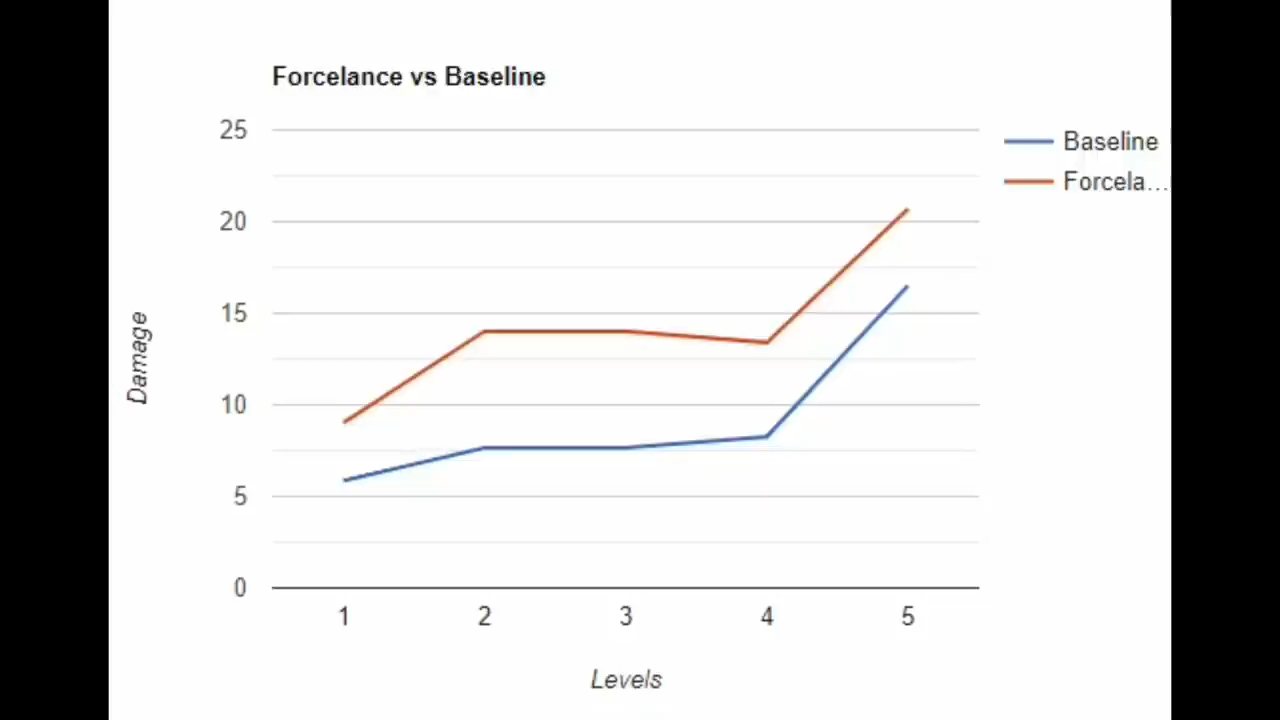 Forcelance vs Baseline
25
20
15
10
5
0
Damage
1 2 3 4 5
Levels
Baseline
Forcela...